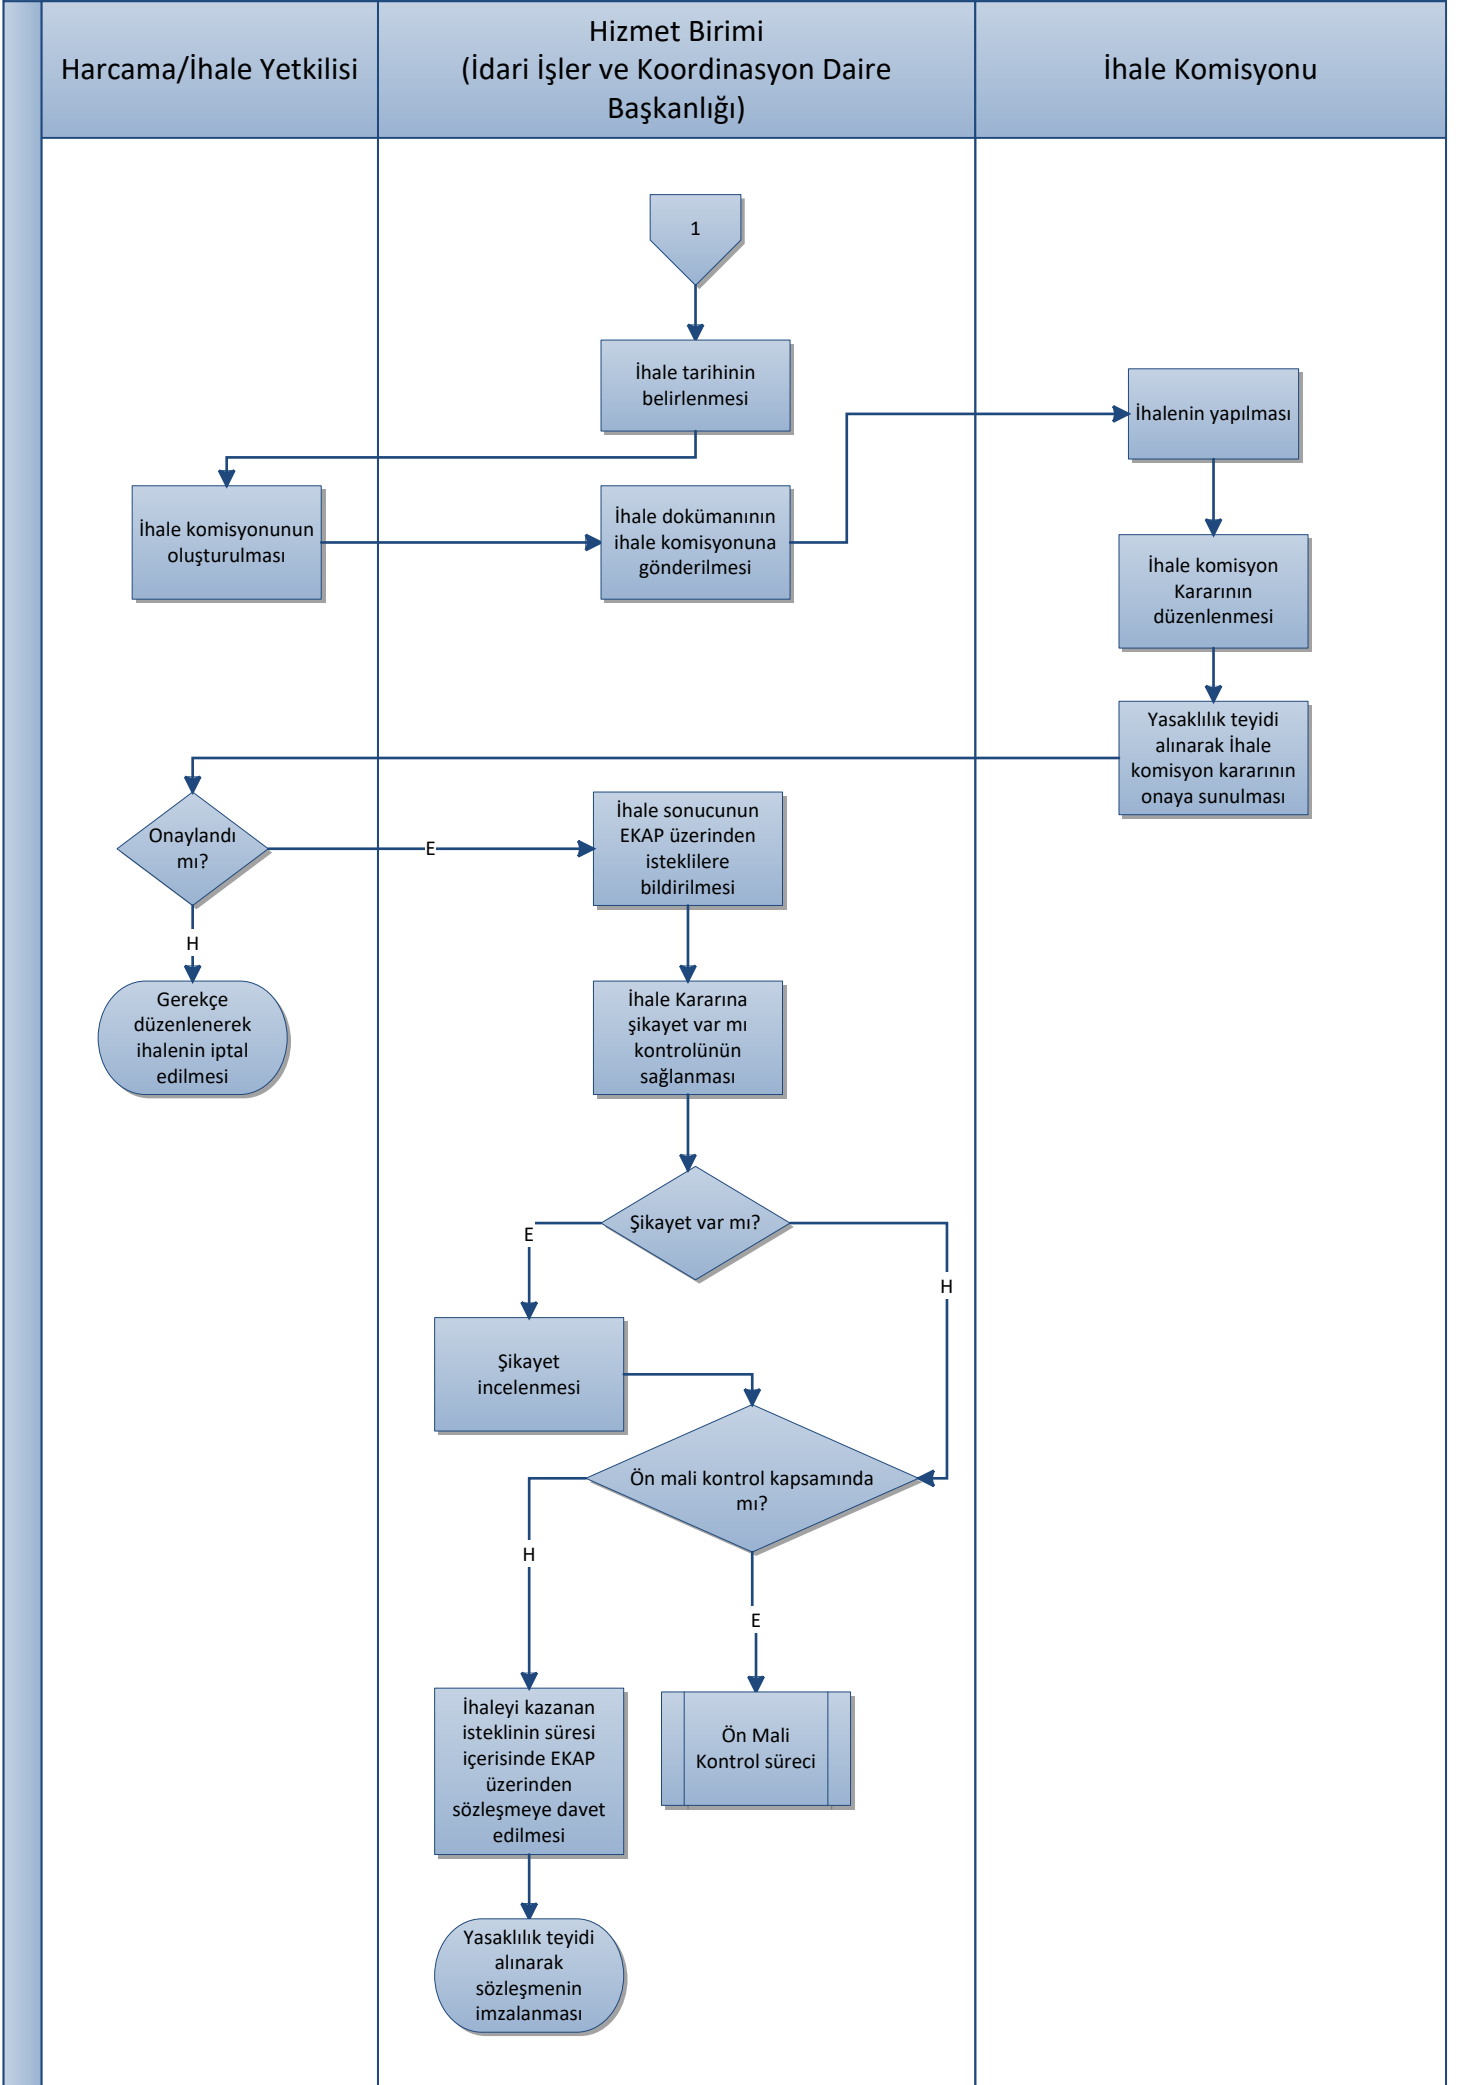 Harcama/İhale Yetkilisi
Hizmet Birimi
(İdari İşler ve Koordinasyon Daire
Başkanlığı)
İhale Komisyonu
1
İhale tarihinin
belirlenmesi
İhale komisyonunun
oluşturulması
İhale dokümanının
ihale komisyonuna
gönderilmesi
İhalenin yapılması
İhale komisyon
Kararının
düzenlenmesi
Yasaklılık teyidi
alınarak İhale
komisyon kararının
onaya sunulması
Onaylandı
mı?
E
H
Gerekçe
düzenlenerek
ihalenin iptal
edilmesi
İhale sonucunun
EKAP üzerinden
isteklilere
bildirilmesi
İhale Kararına
şikayet var mı
kontrolünün
sağlanması
Şikayet var mı?
E
H
Şikayet
incelenmesi
Ön mali kontrol kapsamında
mı?
H
E
İhaleyi kazanan
isteklinin süresi
içerisinde EKAP
üzerinden
sözleşmeye davet
edilmesi
Ön Mali
Kontrol süreci
Yasaklılık teyidi
alınarak
sözleşmenin
imzalanması